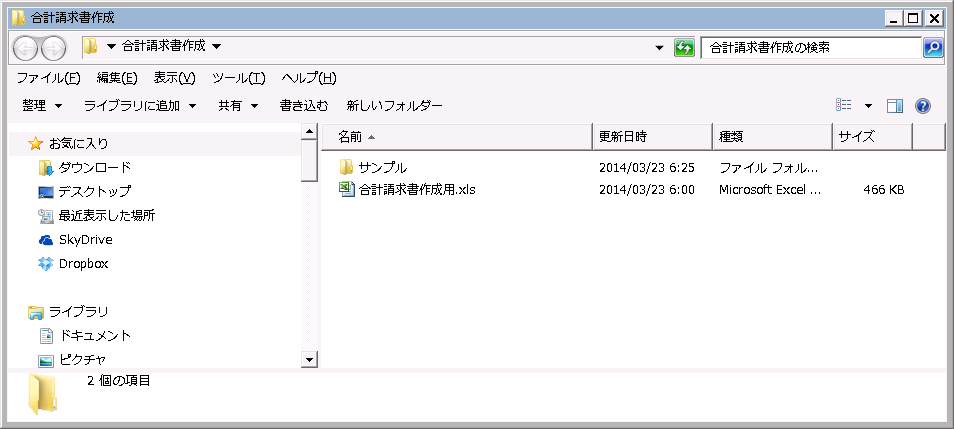 合計請求書作成
合計請求書作成 合計請求書作成の検索
ファイル(F) 編集(E) 表示(V) ツール(T) ヘルプ(H)
整理 ライブラリに追加 共有 書き込む 新しいフォルダー
お気に入り
ダウンロード
デスクトップ
最近表示した場所
SkyDrive
Dropbox
ライブラリ
ドキュメント
ピクチャ
名前 更新日時 種類 サイズ
サンプル 2014/03/23 6:25 ファイル フォル...
合計請求書作成用.xls 2014/03/23 6:00 Microsoft Excel ... 466 KB
2 個の項目